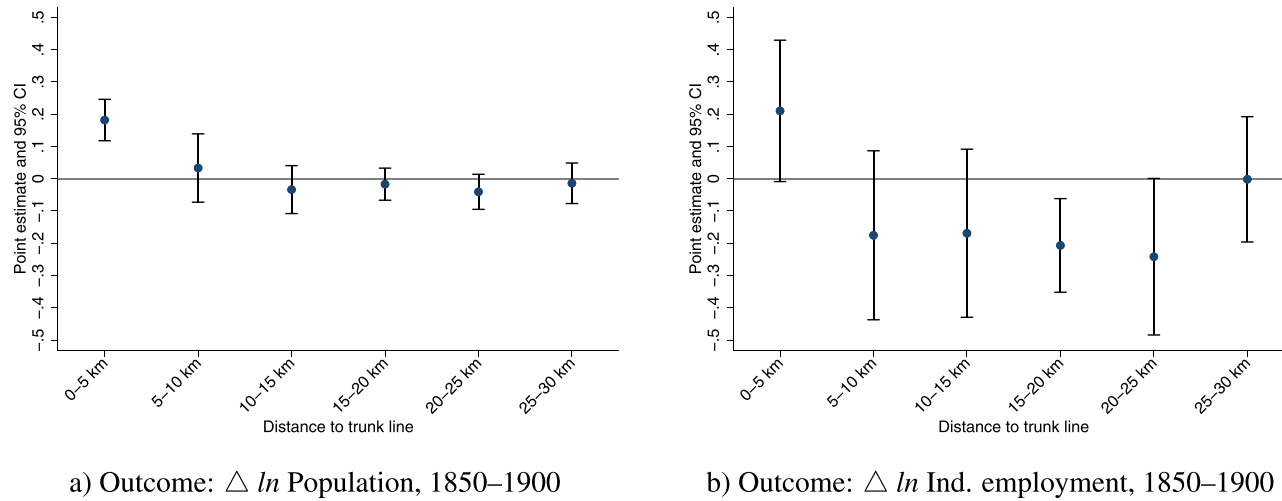 Point estimate and 95% CI
.5
.4
.3
.2
.1
0
-.1
-.2
-.3
-.4
-.5
0–5 km
5–10 km
10–15 km
15–20 km
20–25 km
25–30 km
Distance to trunk line
a) Outcome: △ ln Population, 1850–1900
Point estimate and 95% CI
.5
.4
.3
.2
.1
0
-.1
-.2
-.3
-.4
-.5
0–5 km
5–10 km
10–15 km
15–20 km
20–25 km
25–30 km
Distance to trunk line
b) Outcome: △ ln Ind. employment, 1850–1900